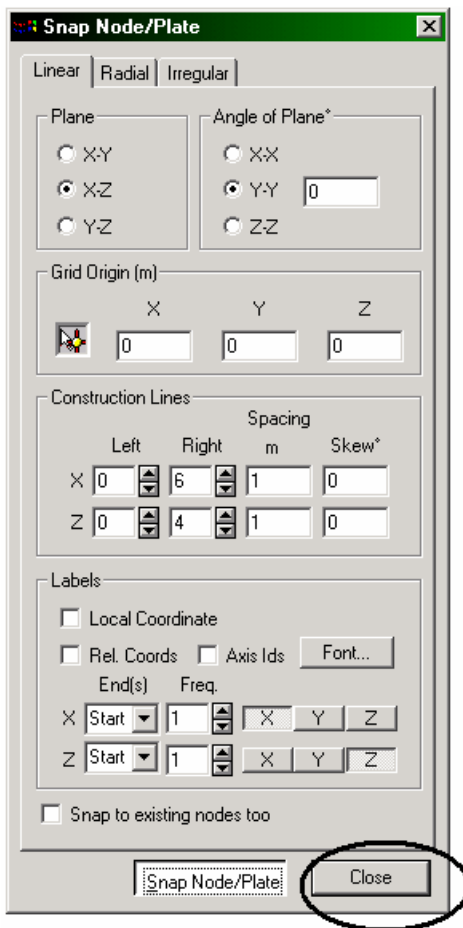 Snap Node/Plate
Linear Radial Irregular
Plane Angle of Plane°
X-Y X-X
X-Z Y-Y 0
Y-Z Z-Z
Grid Origin (m)
X Y Z
0 0 0
Construction Lines
Spacing
Left Right m Skew°
X 0 6 1 0
Z 0 4 1 0
Labels
Local Coordinate
Rel. Coords Axis Ids Font...
End(s) Freq.
X Start 1 X Y Z
Z Start 1 X Y Z
Snap to existing nodes too
Snap Node/Plate Close